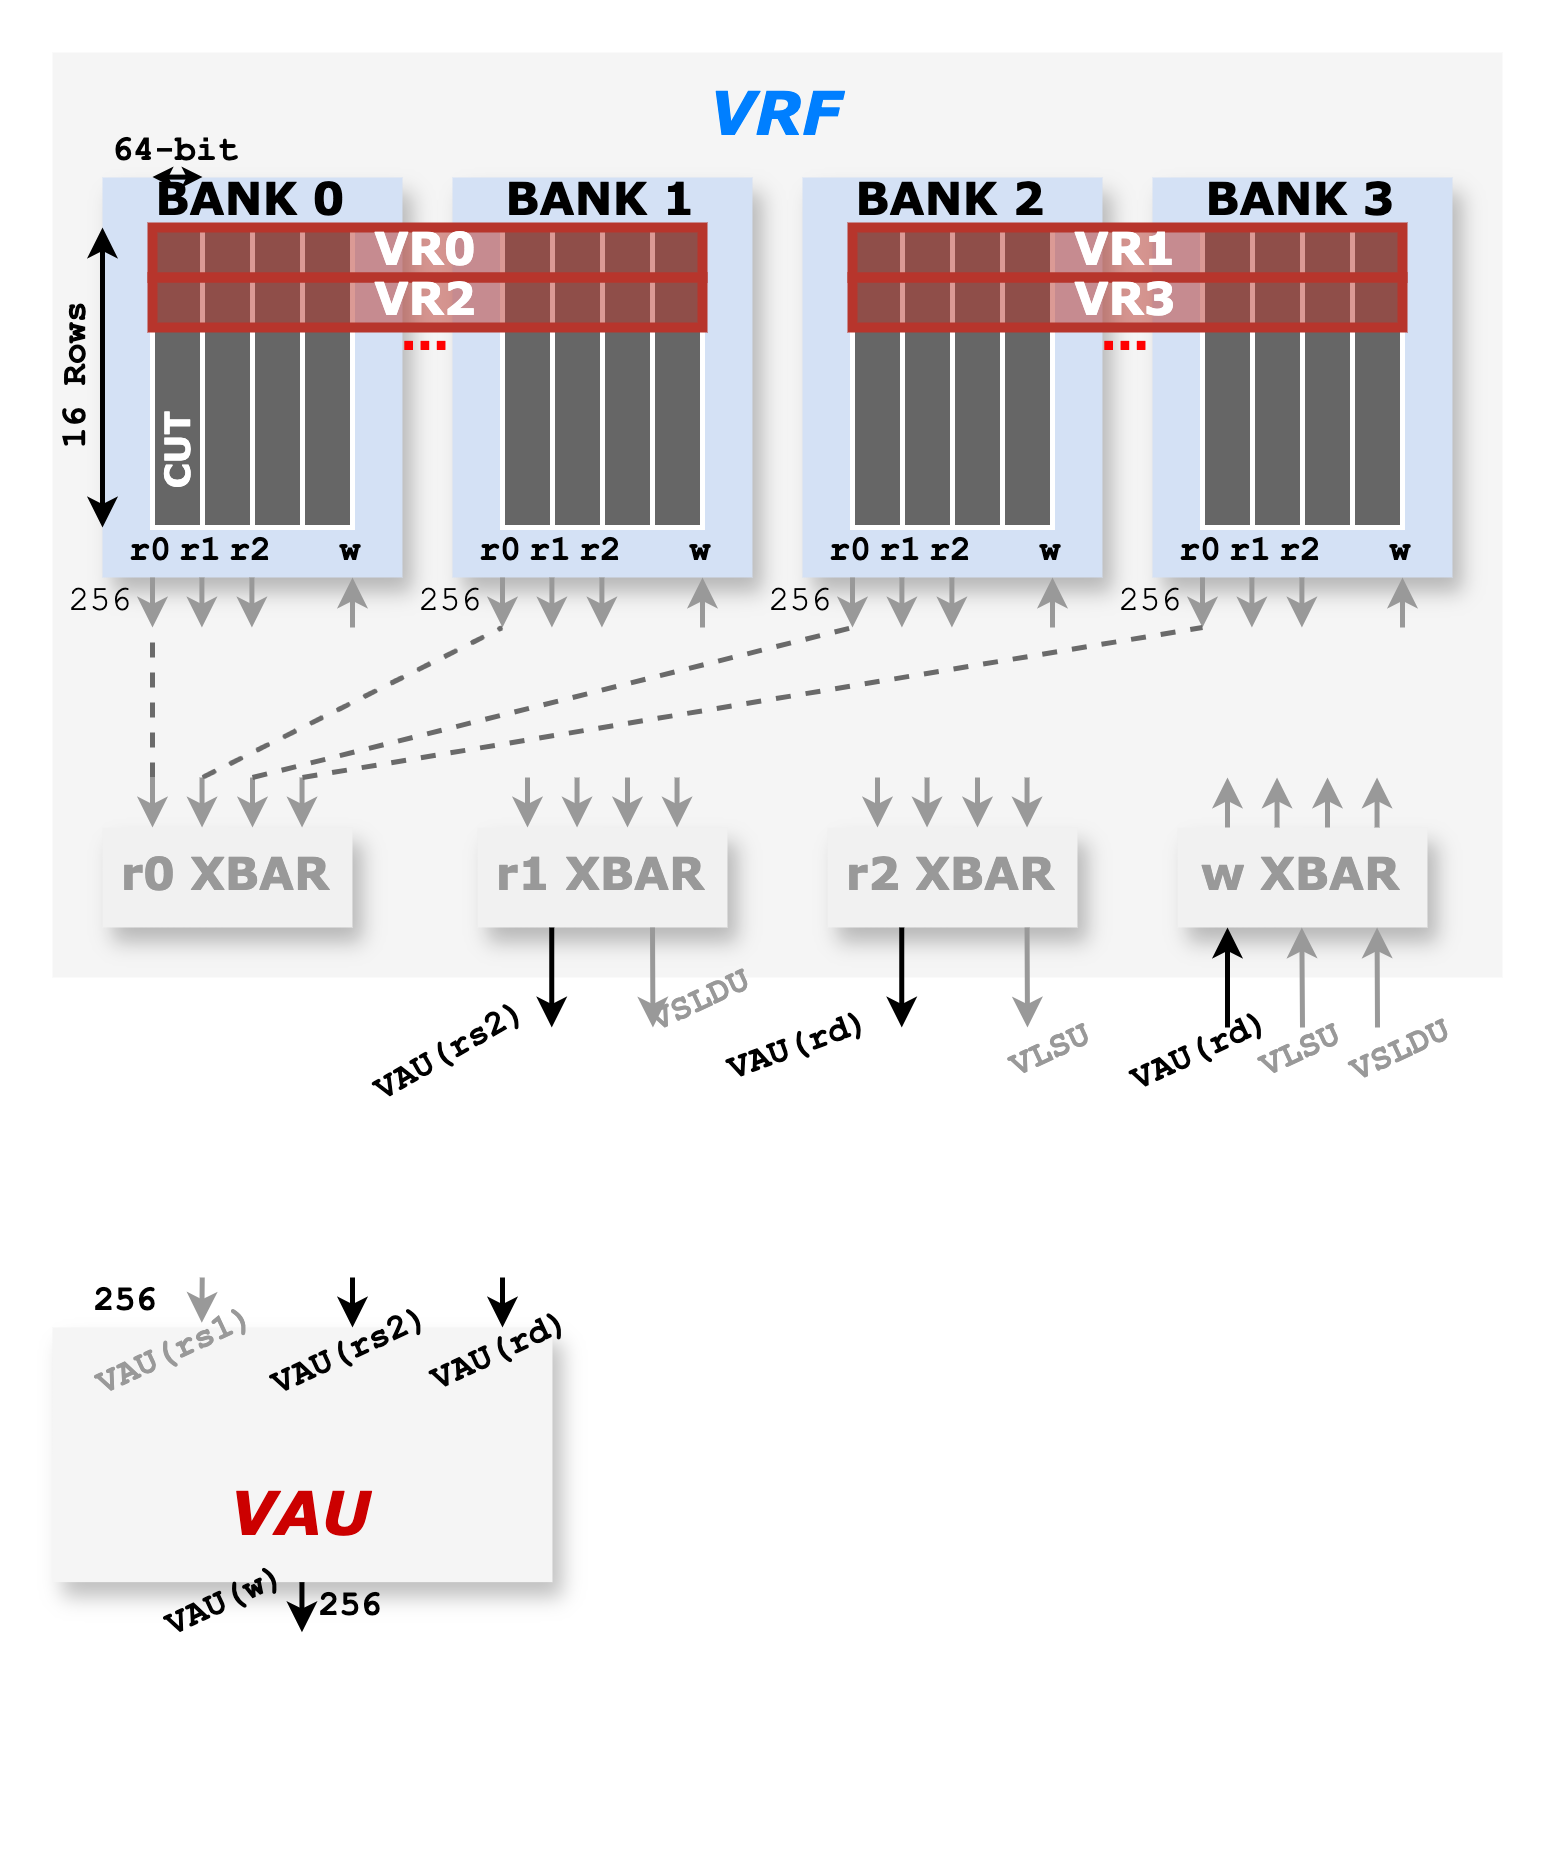 VRF
64-bit
BANK 0 BANK 1 BANK 2 BANK 3
VR0 VR1
VR2 VR3
... ...
16 Rows
CUT
r0 r1 r2 w r0 r1 r2 w r0 r1 r2 w r0 r1 r2 w
256 256 256 256
r0 XBAR r1 XBAR r2 XBAR w XBAR
VAU(rs2) VSLDU VAU(rd) VLSU VAU(rd) VLSU VSLDU
256
VAU(rs1) VAU(rs2) VAU(rd)
VAU
VAU(w) 256